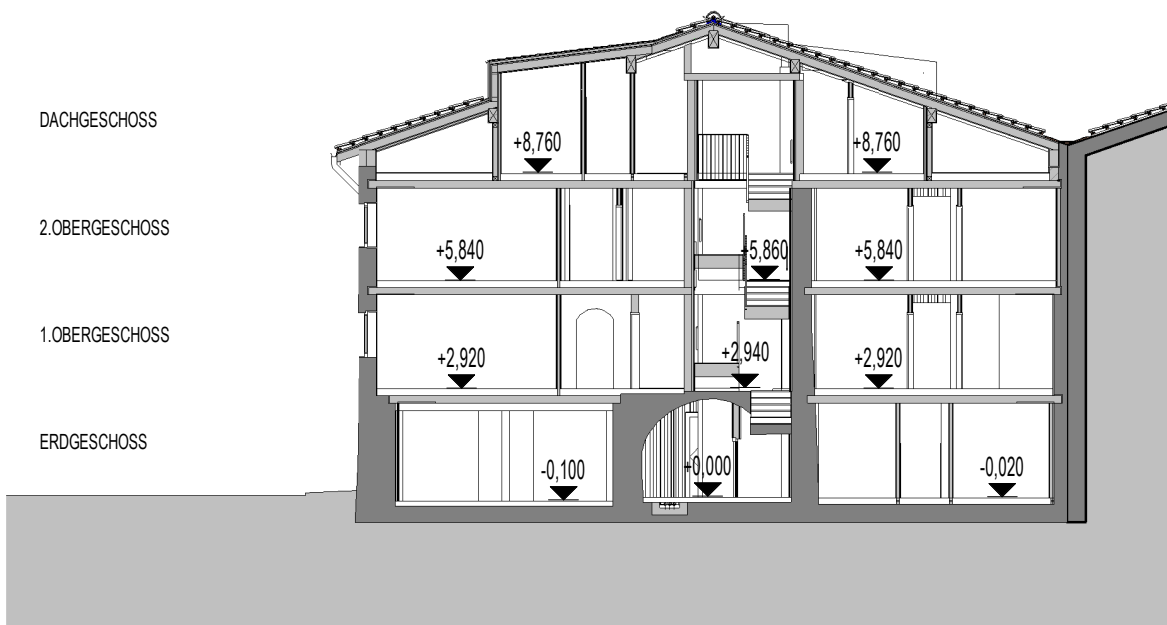 DACHGESCHOSS
+8,760 +8,760
2.OBERGESCHOSS
+5,840 +5,860 +5,840
1.OBERGESCHOSS
+2,920 +2,940 +2,920
ERDGESCHOSS
-0,100 +0,000 -0,020